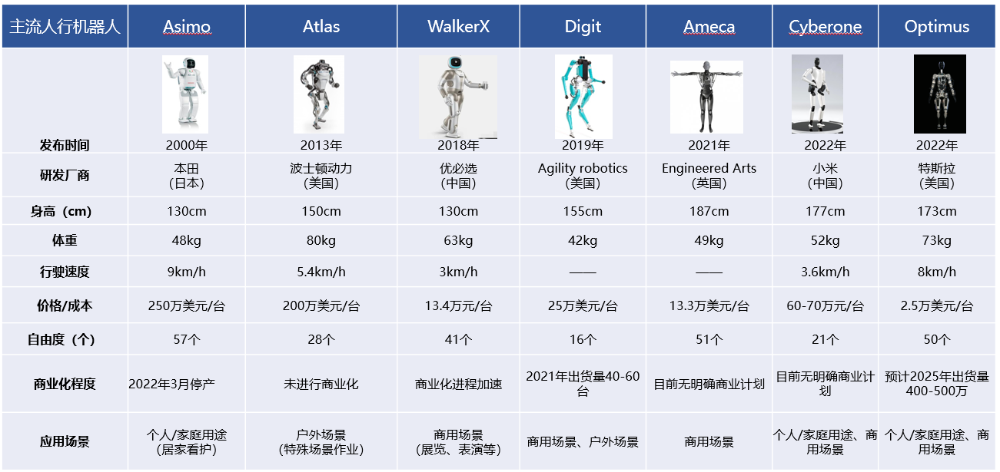 主流人行机器人 Asimo Atlas WalkerX Digit Ameca Cyberone Optimus
发布时间 2000年 2013年 2018年 2019年 2021年 2022年 2022年
研发厂商 本田 波士顿动力 优必选 Agility robotics Engineered Arts 小米 特斯拉
（日本） （美国） （中国） （美国） （英国） （中国） （美国）
身高（cm） 130cm 150cm 130cm 155cm 187cm 177cm 173cm
体重 48kg 80kg 63kg 42kg 49kg 52kg 73kg
行驶速度 9km/h 5.4km/h 3km/h —— —— 3.6km/h 8km/h
价格/成本 250万美元/台 200万美元/台 13.4万元/台 25万美元/台 13.3万美元/台 60-70万元/台 2.5万美元/台
自由度（个） 57个 28个 41个 16个 51个 21个 50个
商业化程度 2022年3月停产 未进行商业化 商业化进程加速 2021年出货量40-60 目前无明确商业计划 目前无明确商业计 预计2025年出货量
台 划 400-500万
应用场景 个人/家庭用途 户外场景 商用场景 商用场景、户外场景 商用场景 个人/家庭用途、商 个人/家庭用途、商
（居家看护） （特殊场景作业） （展览、表演等） 用场景 用场景